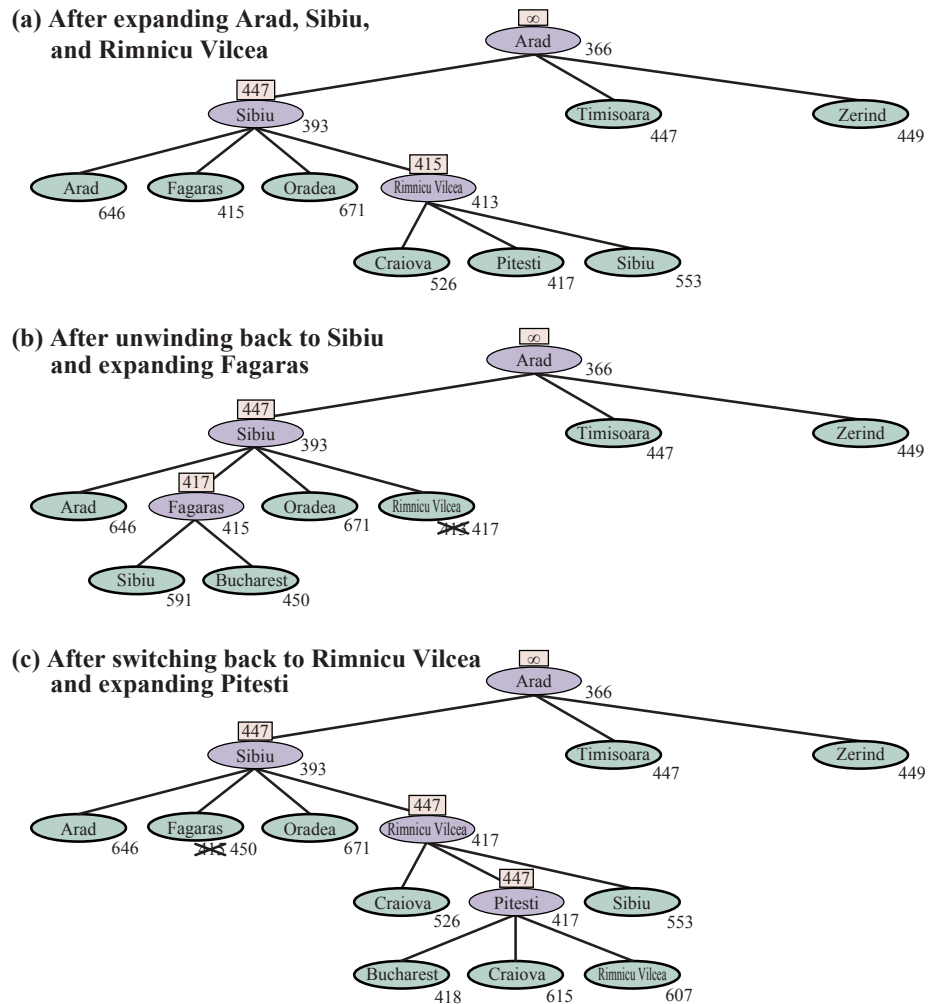 (a) After expanding Arad, Sibiu,
and Rimnicu Vilcea
∞
Arad
366
447
Sibiu
393
Timisoara
447
Zerind
449
Arad
646
Fagaras
415
Oradea
671
415
Rimnicu Vilcea
413
Craiova
526
Pitesti
417
Sibiu
553
(b) After unwinding back to Sibiu
and expanding Fagaras
∞
Arad
366
447
Sibiu
393
Timisoara
447
Zerind
449
Arad
646
417
Fagaras
415
Oradea
671
Rimnicu Vilcea
413 417
Sibiu
591
Bucharest
450
(c) After switching back to Rimnicu Vilcea
and expanding Pitesti
∞
Arad
366
447
Sibiu
393
Timisoara
447
Zerind
449
Arad
646
Fagaras
415 450
Oradea
671
447
Rimnicu Vilcea
417
Craiova
526
447
Pitesti
417
Sibiu
553
Bucharest
418
Craiova
615
Rimnicu Vilcea
607